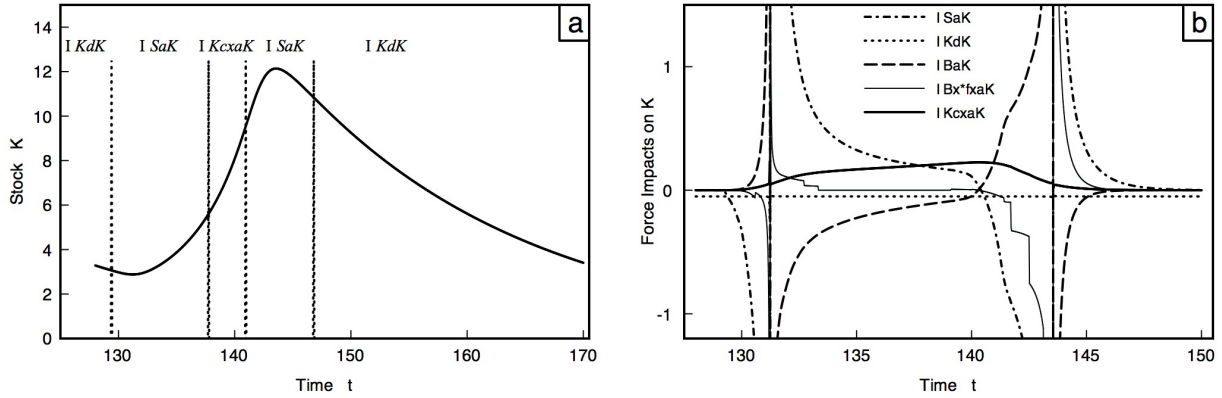 a
I KdK I SaK I KcxaK I SaK I KdK
14
12
10
8
6
4
2
0
Stock K
130 140 150 160 170
Time t
b
I SaK
I KdK
I BaK
I Bx*fxaK
I KcxaK
1
0
-1
Force Impacts on K
130 135 140 145 150
Time t